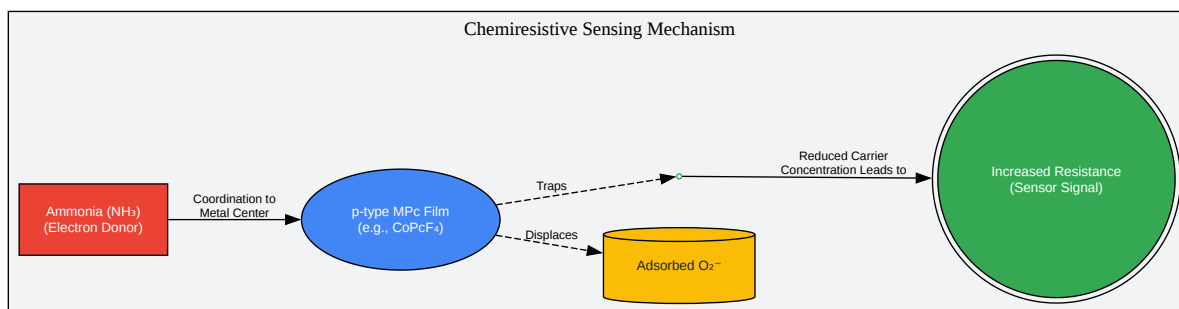 Chemiresistive Sensing Mechanism
Ammonia (NH₃)
(Electron Donor)
Coordination to
Metal Center
p-type MPc Film
(e.g., CoPcF₄)
Traps
Displaces
Adsorbed O₂⁻
Reduced Carrier
Concentration Leads to
Increased Resistance
(Sensor Signal)